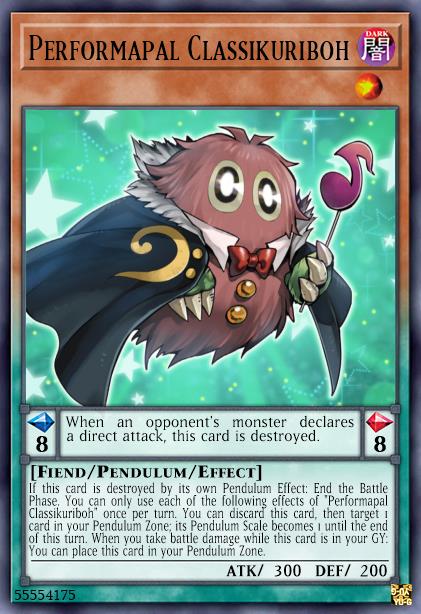 Performapal Classikuriboh
DARK
闇
When an opponent's monster declares
a direct attack, this card is destroyed.
8
8
[Fiend/Pendulum/Effect]
If this card is destroyed by its own Pendulum Effect: End the Battle
Phase. You can only use each of the following effects of "Performapal
Classikuriboh" once per turn. You can discard this card, then target 1
card in your Pendulum Zone; its Pendulum Scale becomes 1 until the end
of this turn. When you take battle damage while this card is in your GY:
You can place this card in your Pendulum Zone.
ATK/ 300 DEF/ 200
55554175